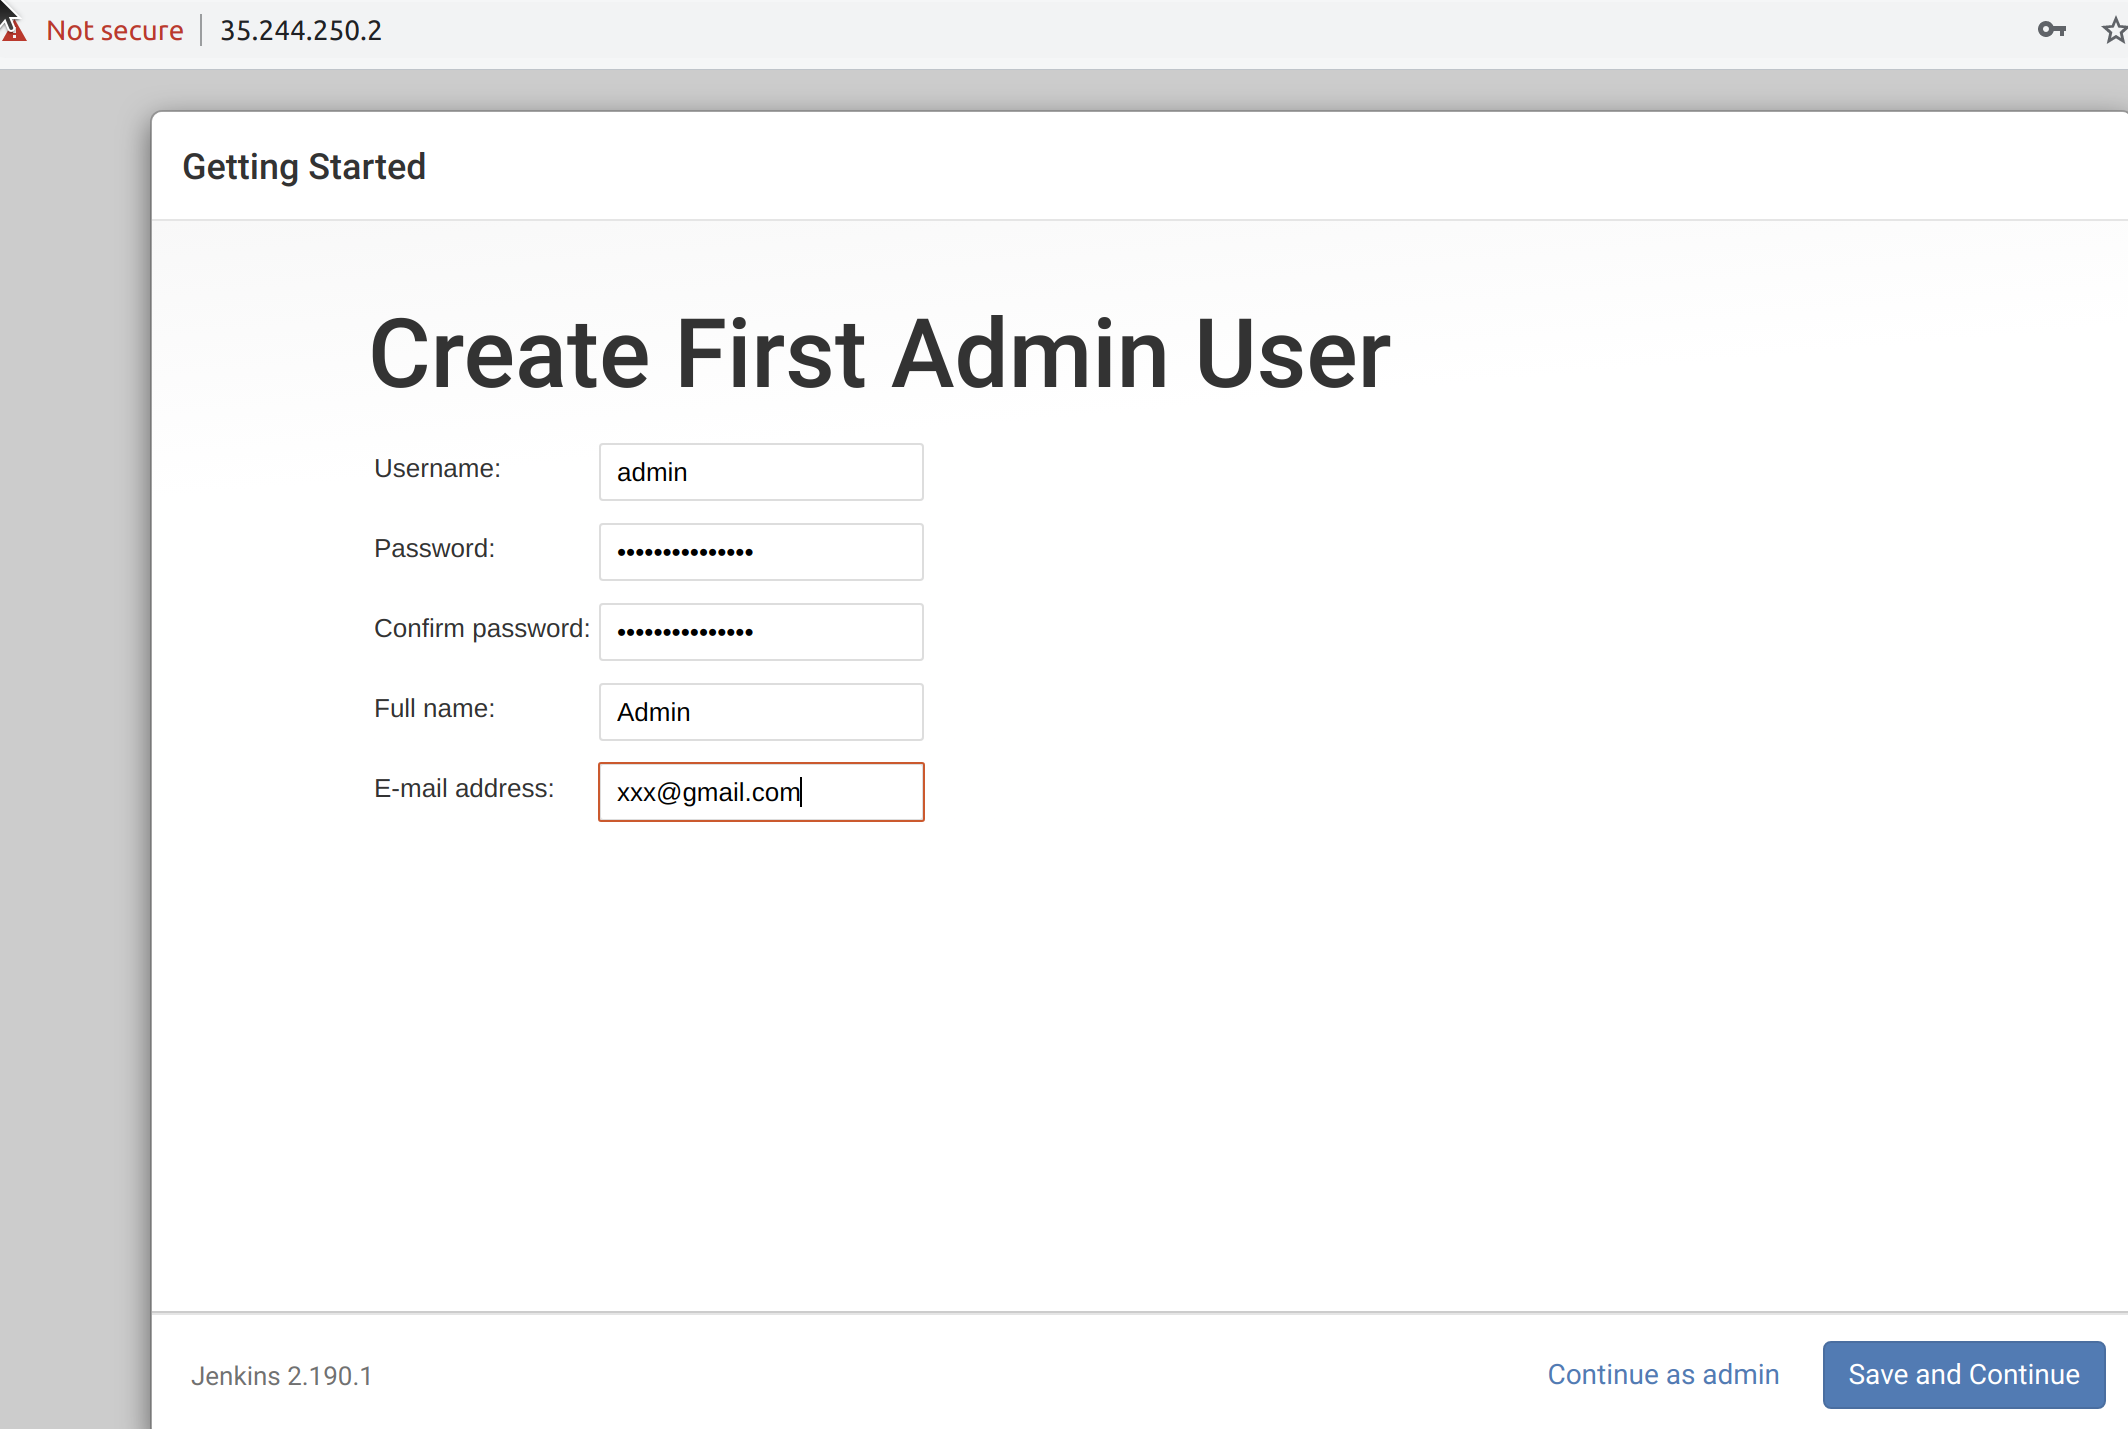 Not secure | 35.244.250.2
Getting Started
Create First Admin User
Username: admin
Password: •••••••••••••••
Confirm password: •••••••••••••••
Full name: Admin
E-mail address: xxx@gmail.com
Jenkins 2.190.1 Continue as admin Save and Continue